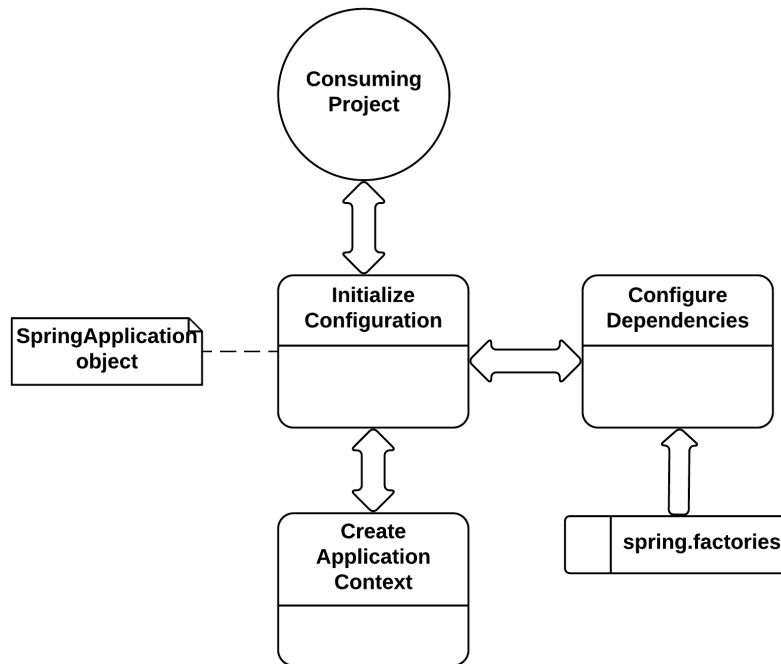 Consuming
Project
Initialize
Configuration
Configure
Dependencies
SpringApplication
object
Create
Application
Context
spring.factories